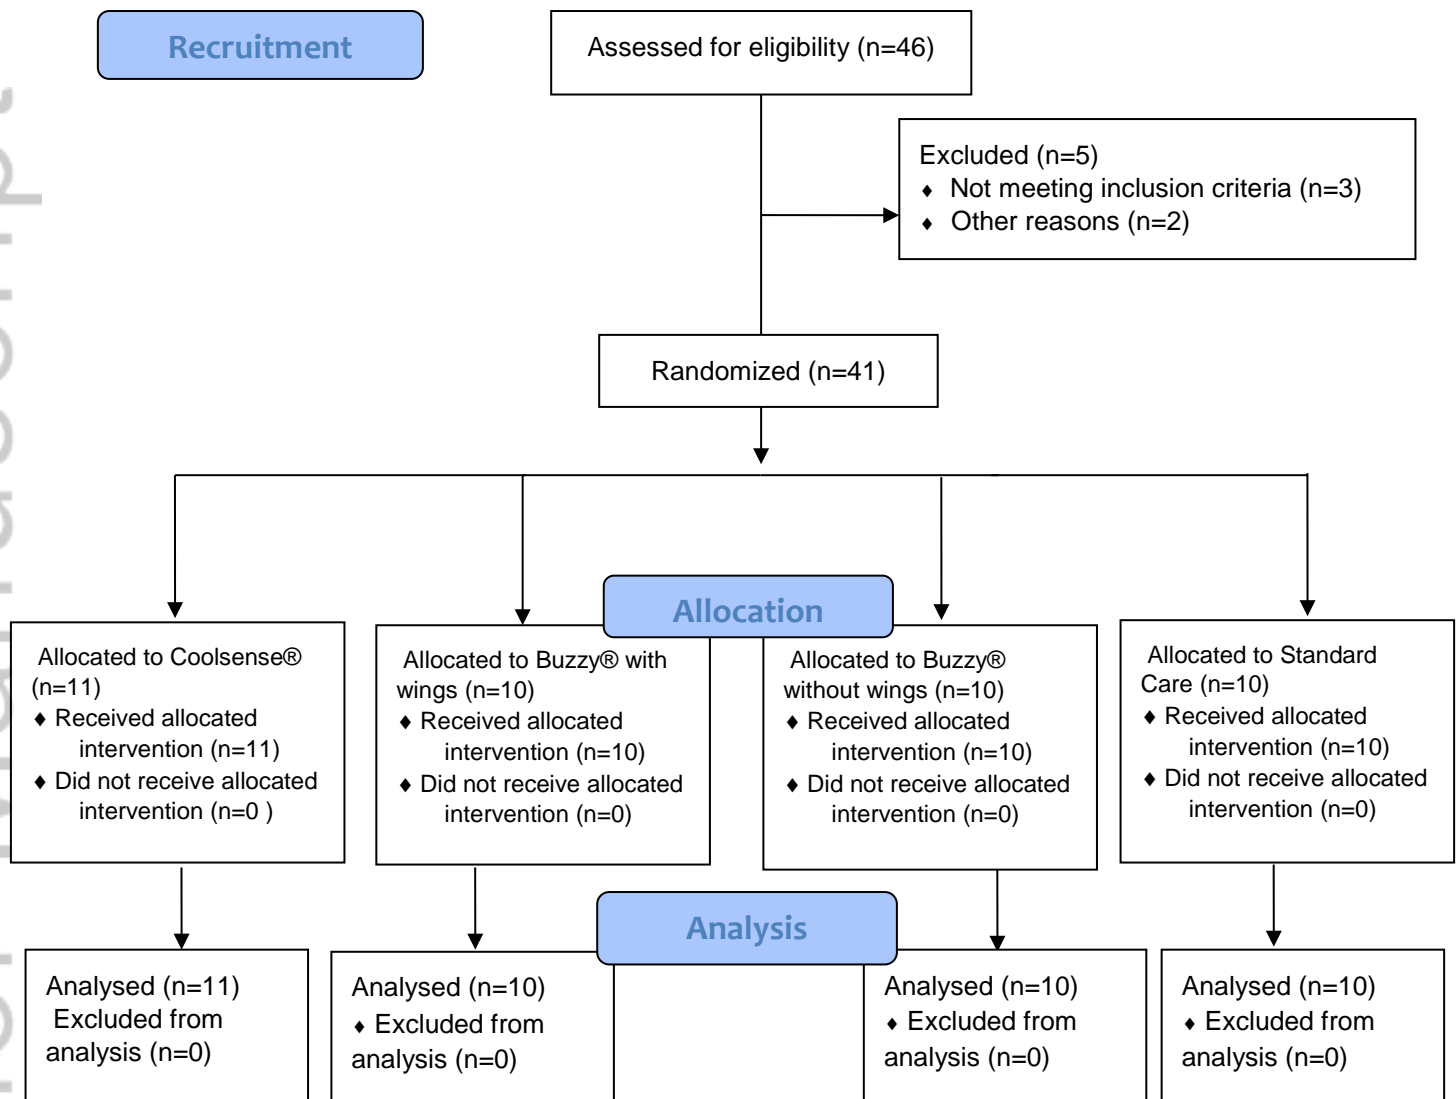 Recruitment
Assessed for eligibility (n=46)
Excluded (n=5)
♦ Not meeting inclusion criteria (n=3)
♦ Other reasons (n=2)
Randomized (n=41)
Allocation
Allocated to Coolsense®
(n=11)
♦ Received allocated
intervention (n=11)
♦ Did not receive allocated
intervention (n=0 )
Allocated to Buzzy® with
wings (n=10)
♦ Received allocated
intervention (n=10)
♦ Did not receive allocated
intervention (n=0)
Allocated to Buzzy®
without wings (n=10)
♦ Received allocated
intervention (n=10)
♦ Did not receive allocated
intervention (n=0)
Allocated to Standard
Care (n=10)
♦ Received allocated
intervention (n=10)
♦ Did not receive allocated
intervention (n=0)
Analysis
Analysed (n=11)
Excluded from
analysis (n=0)
Analysed (n=10)
♦ Excluded from
analysis (n=0)
Analysed (n=10)
♦ Excluded from
analysis (n=0)
Analysed (n=10)
♦ Excluded from
analysis (n=0)